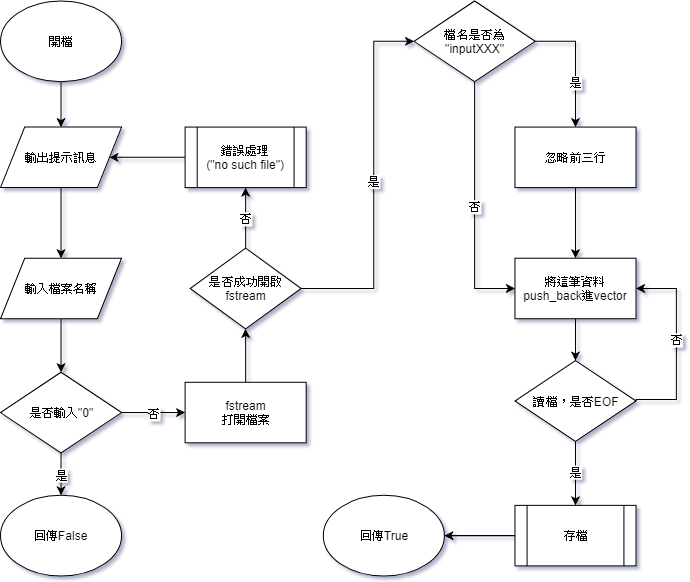 開檔
輸出提示訊息
輸入檔案名稱
是否輸入"0"
是
回傳False
否
fstream
打開檔案
是否成功開啟
fstream
否
錯誤處理
("no such file")
是
檔名是否為
"inputXXX"
是
忽略前三行
否
將這筆資料
push_back進vector
讀檔，是否EOF
否
是
存檔
回傳True